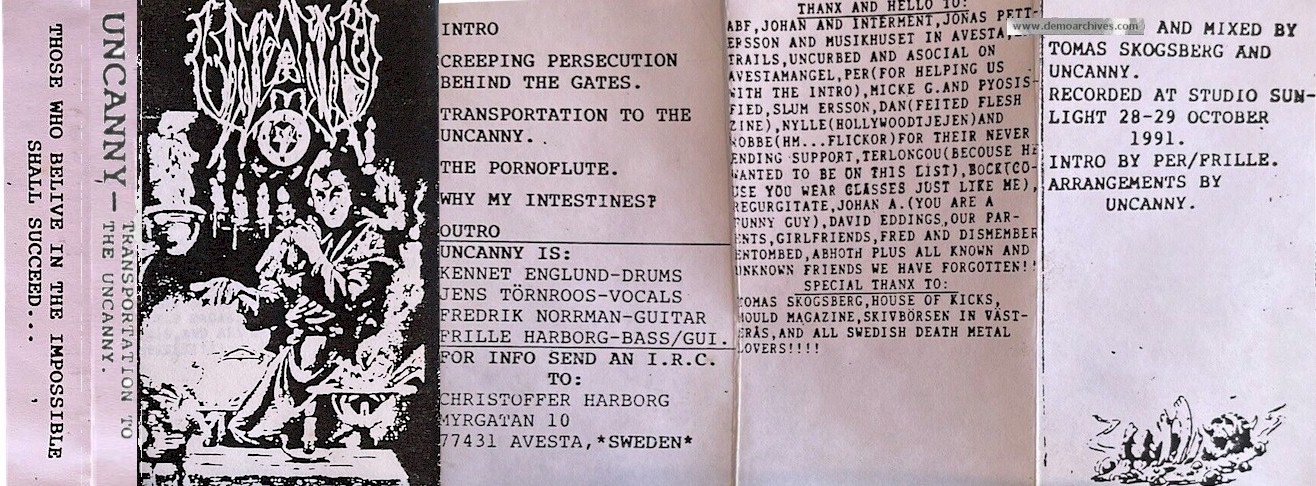 THOSE WHO BELIVE IN THE IMPOSSIBLE
SHALL SUCCEED...
UNCANNY —
TRANSPORTATION TO
THE UNCANNY.
UNCANNY
INTRO
CREEPING PERSECUTION
BEHIND THE GATES.
TRANSPORTATION TO THE
UNCANNY.
THE PORNOFLUTE.
WHY MY INTESTINES?
OUTRO
UNCANNY IS:
KENNET ENGLUND-DRUMS
JENS TÖRNROOS-VOCALS
FREDRIK NORRMAN-GUITAR
FRILLE HARBORG-BASS/GUI.
FOR INFO SEND AN I.R.C.
TO:
CHRISTOFFER HARBORG
MYRGATAN 10
77431 AVESTA,*SWEDEN*
THANX AND HELLO TO:
ABF,JOHAN AND INTERMENT,JONAS PETT-
ERSSON AND MUSIKHUSET IN AVESTA,
TRAILS,UNCURBED AND ASOCIAL ON
AVESTAMANGEL,PER(FOR HELPING US
WITH THE INTRO),MICKE G.AND PYOSIS-
FIED,SLUM ERSSON,DAN(FEITED FLESH
ZINE),NYLLE(HOLLYWOODTJEJEN)AND
ROBBE(HM...FLICKOR)FOR THEIR NEVER
ENDING SUPPORT,TERLONGOU(BECOUSE HE
WANTED TO BE ON THIS LIST),BOCK(CO-
USE YOU WEAR GLASSES JUST LIKE ME),
REGURGITATE,JOHAN A.(YOU ARE A
FUNNY GUY),DAVID EDDINGS,OUR PAR-
ENTS,GIRLFRIENDS,FRED AND DISMEMBER
ENTOMBED,ABHOTH PLUS ALL KNOWN AND
UNKNOWN FRIENDS WE HAVE FORGOTTEN!!
SPECIAL THANX TO:
TOMAS SKOGSBERG,HOUSE OF KICKS,
MOULD MAGAZINE,SKIVBÖRSEN IN VÄST-
ERÅS,AND ALL SWEDISH DEATH METAL
LOVERS!!!!
www.demoarchives.com
AND MIXED BY
TOMAS SKOGSBERG AND
UNCANNY.
RECORDED AT STUDIO SUN-
LIGHT 28-29 OCTOBER
1991.
INTRO BY PER/FRILLE.
ARRANGEMENTS BY
UNCANNY.